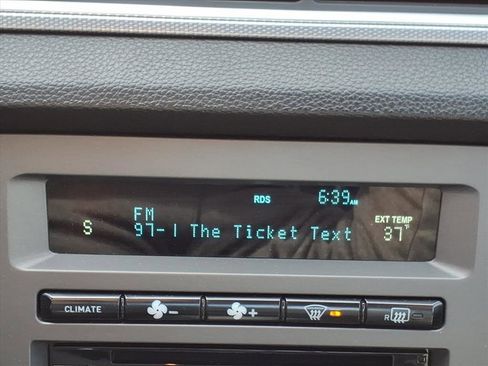 RDS 6:39 AM
FM EXT TEMP
S 97-1 The Ticket Text 37°F
CLIMATE - + R